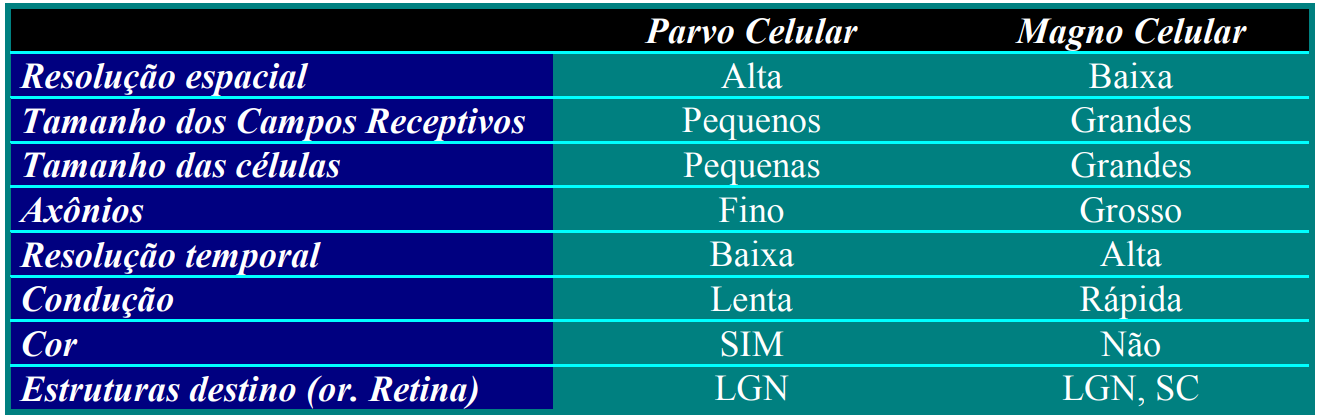 Parvo Celular Magno Celular
Resolução espacial Alta Baixa
Tamanho dos Campos Receptivos Pequenos Grandes
Tamanho das células Pequenas Grandes
Axônios Fino Grosso
Resolução temporal Baixa Alta
Condução Lenta Rápida
Cor SIM Não
Estruturas destino (or. Retina) LGN LGN, SC